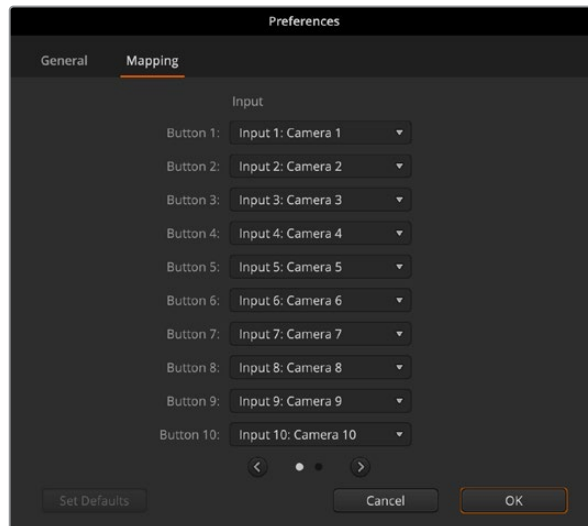 Preferences
General Mapping
Input
Button 1: Input 1: Camera 1
Button 2: Input 2: Camera 2
Button 3: Input 3: Camera 3
Button 4: Input 4: Camera 4
Button 5: Input 5: Camera 5
Button 6: Input 6: Camera 6
Button 7: Input 7: Camera 7
Button 8: Input 8: Camera 8
Button 9: Input 9: Camera 9
Button 10: Input 10: Camera 10
Set Defaults Cancel OK